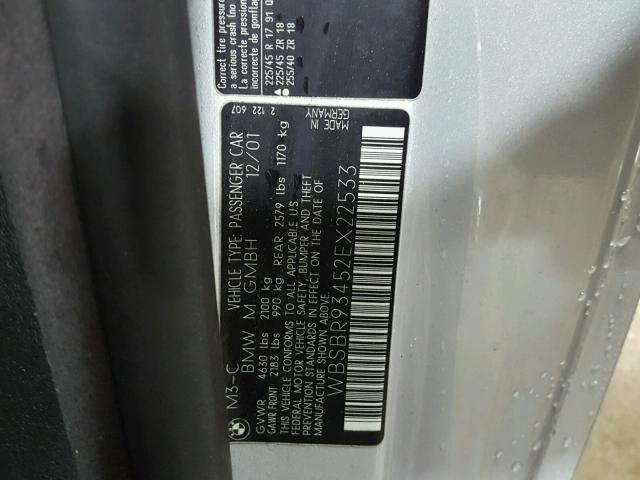 Correct tire pressure
a serious crash (no
La correcte pression
incorrecte de gonflag
225/45 R 17 91
225/45 ZR 18
255/40 ZR 18
M3-C VEHICLE TYPE: PASSENGER CAR 2 122 607
BMW M GMBH 12/01 MADE IN
GERMANY
GVWR 4630 lbs 2100 kg
GAWR FRONT 2183 lbs 990 kg REAR 2579 lbs 1170 kg
THIS VEHICLE CONFORMS TO ALL APPLICABLE U.S.
FEDERAL MOTOR VEHICLE SAFETY, BUMPER AND THEFT
PREVENTION STANDARDS IN EFFECT ON THE DATE OF
MANUFACTURE SHOWN ABOVE.
WBSBR93452EX22533